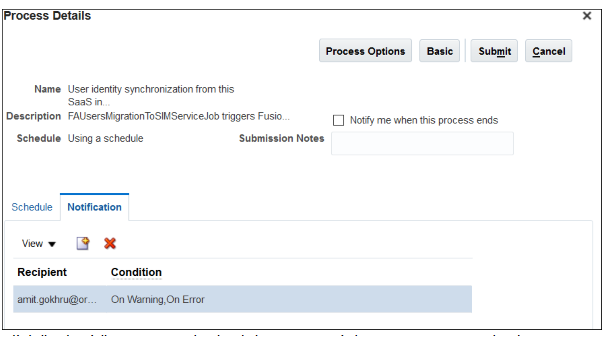 Process Details
Process Options
Basic
Submit
Cancel
Name User identity synchronization from this SaaS in...
Description FAUsersMigrationToSIMServiceJob triggers Fusio...
Notify me when this process ends
Schedule Using a schedule
Submission Notes
Schedule
Notification
View
Recipient Condition
amit.gokhru@or... On Warning,On Error